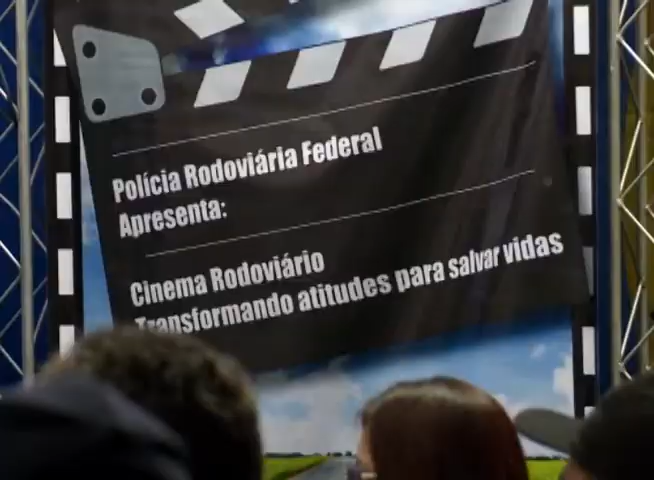 Polícia Rodoviária Federal
Apresenta:
Cinema Rodoviário
Transformando atitudes para salvar vidas